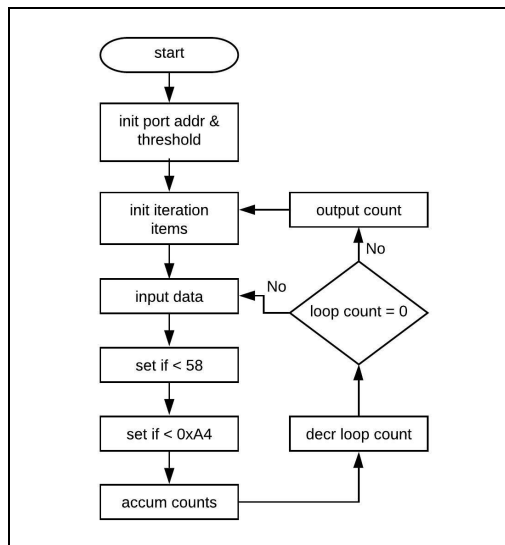 start
init port addr &
threshold
init iteration
items
output count
No
No
input data
loop count = 0
set if < 58
set if < 0xA4
decr loop count
accum counts